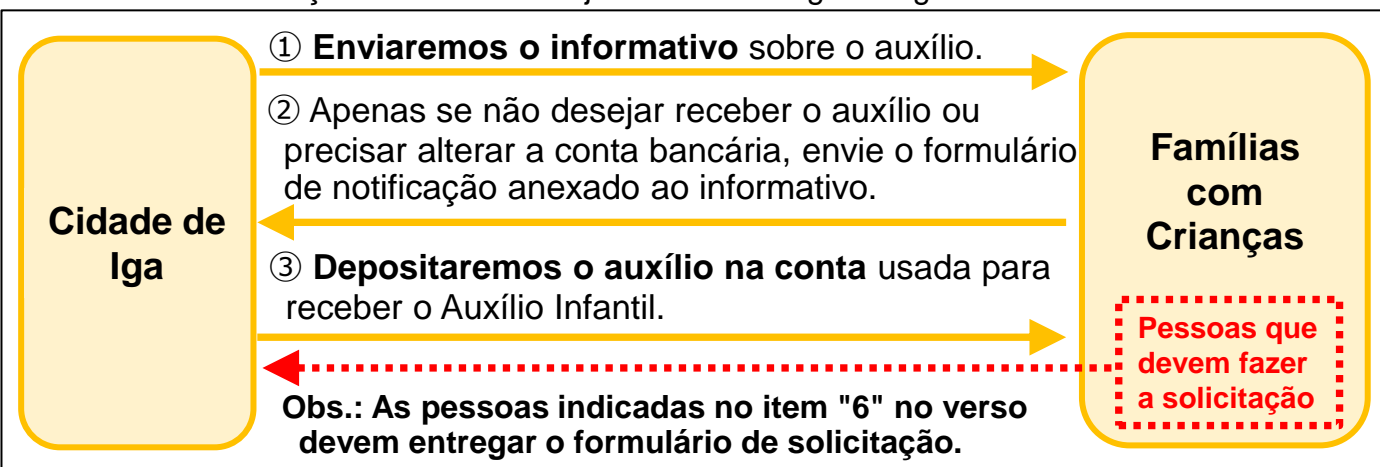 ① Enviaremos o informativo sobre o auxílio.
② Apenas se não desejar receber o auxílio ou
precisar alterar a conta bancária, envie o formulário
de notificação anexado ao informativo.
Cidade de
Iga
Famílias
com
Crianças
③ Depositaremos o auxílio na conta usada para
receber o Auxílio Infantil.
Pessoas que
devem fazer
a solicitação
Obs.: As pessoas indicadas no item "6" no verso
devem entregar o formulário de solicitação.